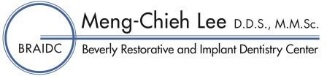 Meng-Chieh Lee D.D.S., M.M.Sc.
BRAIDC
Beverly Restorative and Implant Dentistry Center